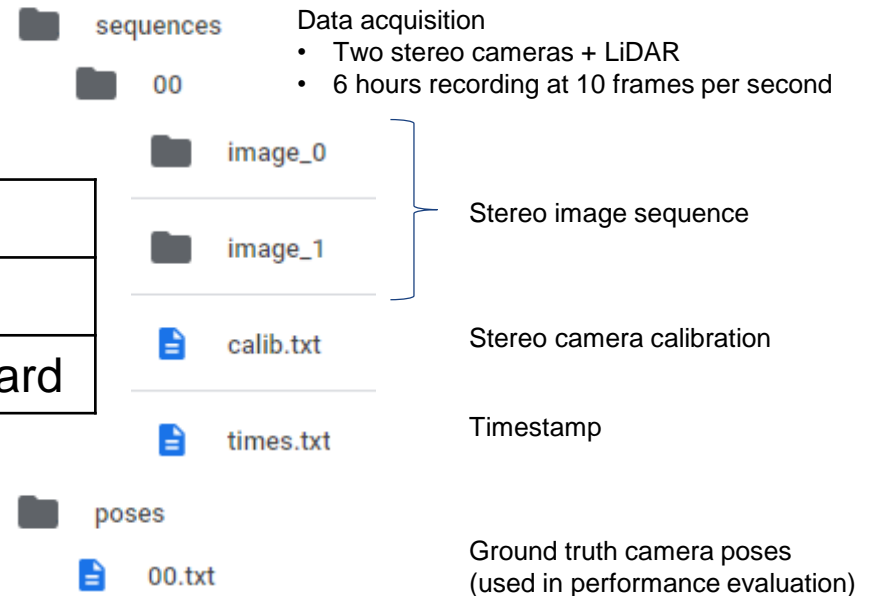 sequences
Data acquisition
• Two stereo cameras + LiDAR
00
• 6 hours recording at 10 frames per second
image_0
Stereo image sequence
image_1
calib.txt
Stereo camera calibration
times.txt
Timestamp
poses
00.txt
Ground truth camera poses
(used in performance evaluation)